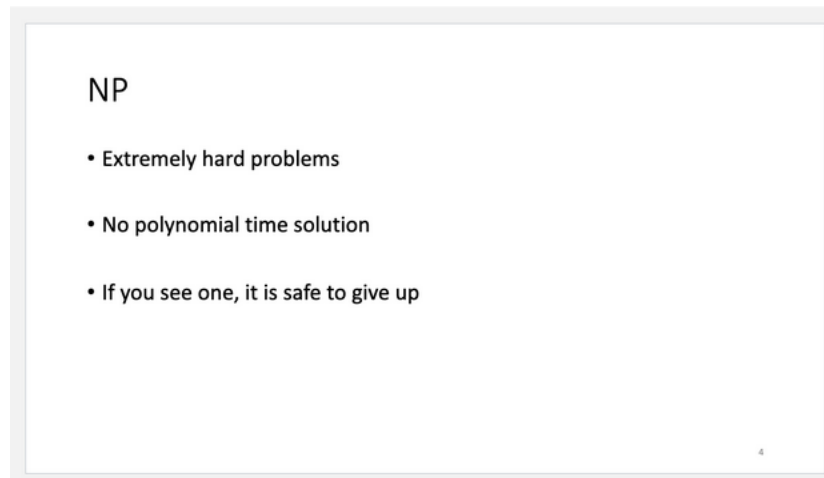 NP
• Extremely hard problems
• No polynomial time solution
• If you see one, it is safe to give up
4